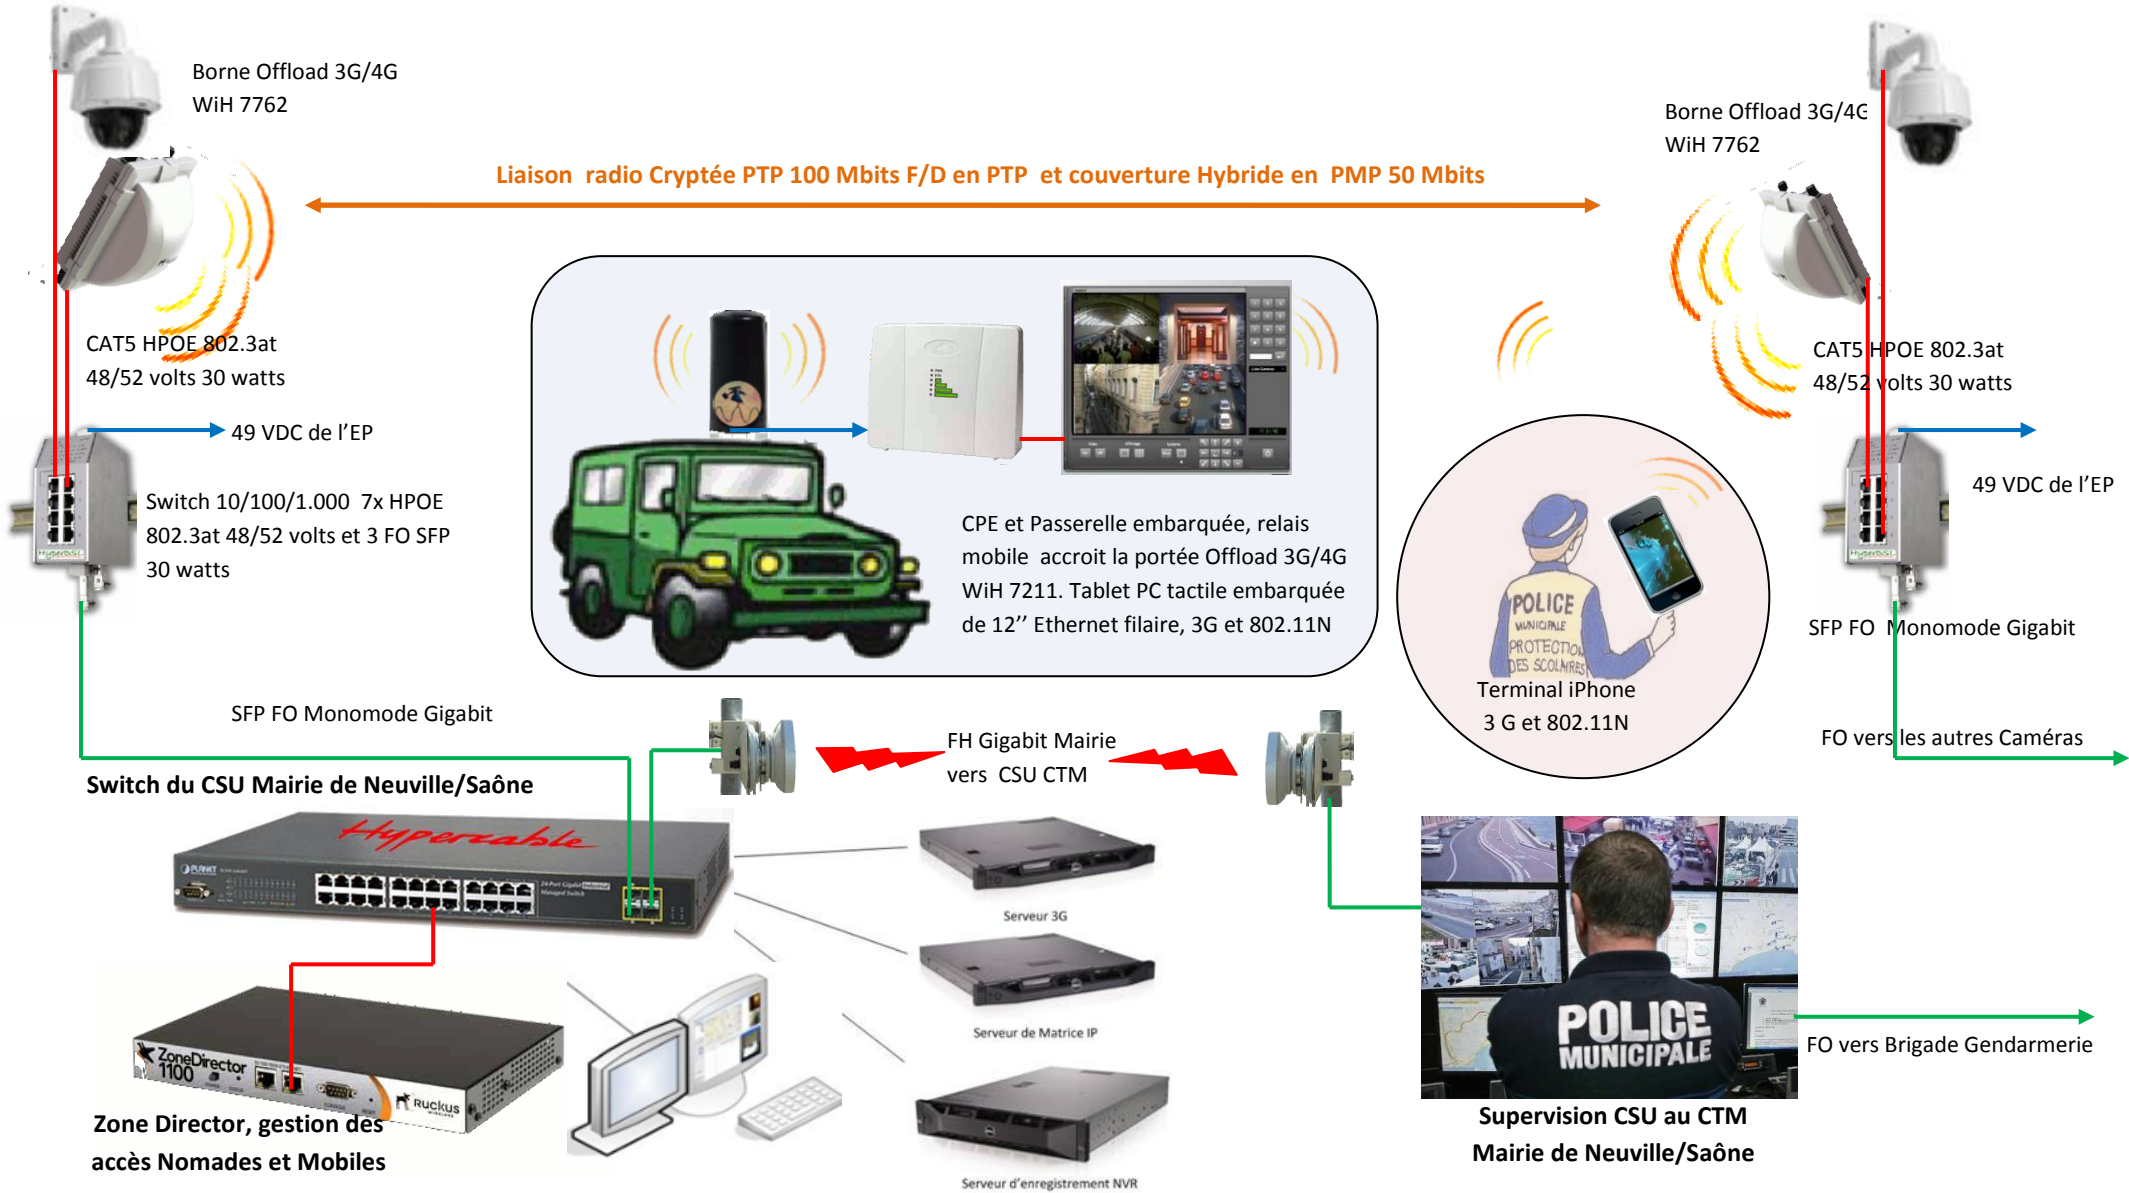 Borne Offload 3G/4G
WiH 7762
Borne Offload 3G/4G
WiH 7762
Liaison radio Cryptée PTP 100 Mbits F/D en PTP et couverture Hybride en PMP 50 Mbits
CAT5 HPOE 802.3at
48/52 volts 30 watts
CAT5 HPOE 802.3at
48/52 volts 30 watts
49 VDC de l'EP
49 VDC de l'EP
Switch 10/100/1.000 7x HPOE
802.3at 48/52 volts et 3 FO SFP
30 watts
CPE et Passerelle embarquée, relais
mobile accroit la portée Offload 3G/4G
WiH 7211. Tablet PC tactile embarquée
de 12'' Ethernet filaire, 3G et 802.11N
POLICE
MUNICIPALE
PROTECTION
DES SCOLAIRES
Terminal iPhone
3 G et 802.11N
SFP FO Monomode Gigabit
SFP FO Monomode Gigabit
FO vers les autres Caméras
FH Gigabit Mairie
vers CSU CTM
Switch du CSU Mairie de Neuville/Saône
Hypercable
PLANET
24-Port Gigabit
Managed Switch
Serveur 3G
Serveur de Matrice IP
Serveur d'enregistrement NVR
ZoneDirector
1100
Ruckus
WIRELESS
Zone Director, gestion des
accès Nomades et Mobiles
POLICE
MUNICIPALE
FO vers Brigade Gendarmerie
Supervision CSU au CTM
Mairie de Neuville/Saône